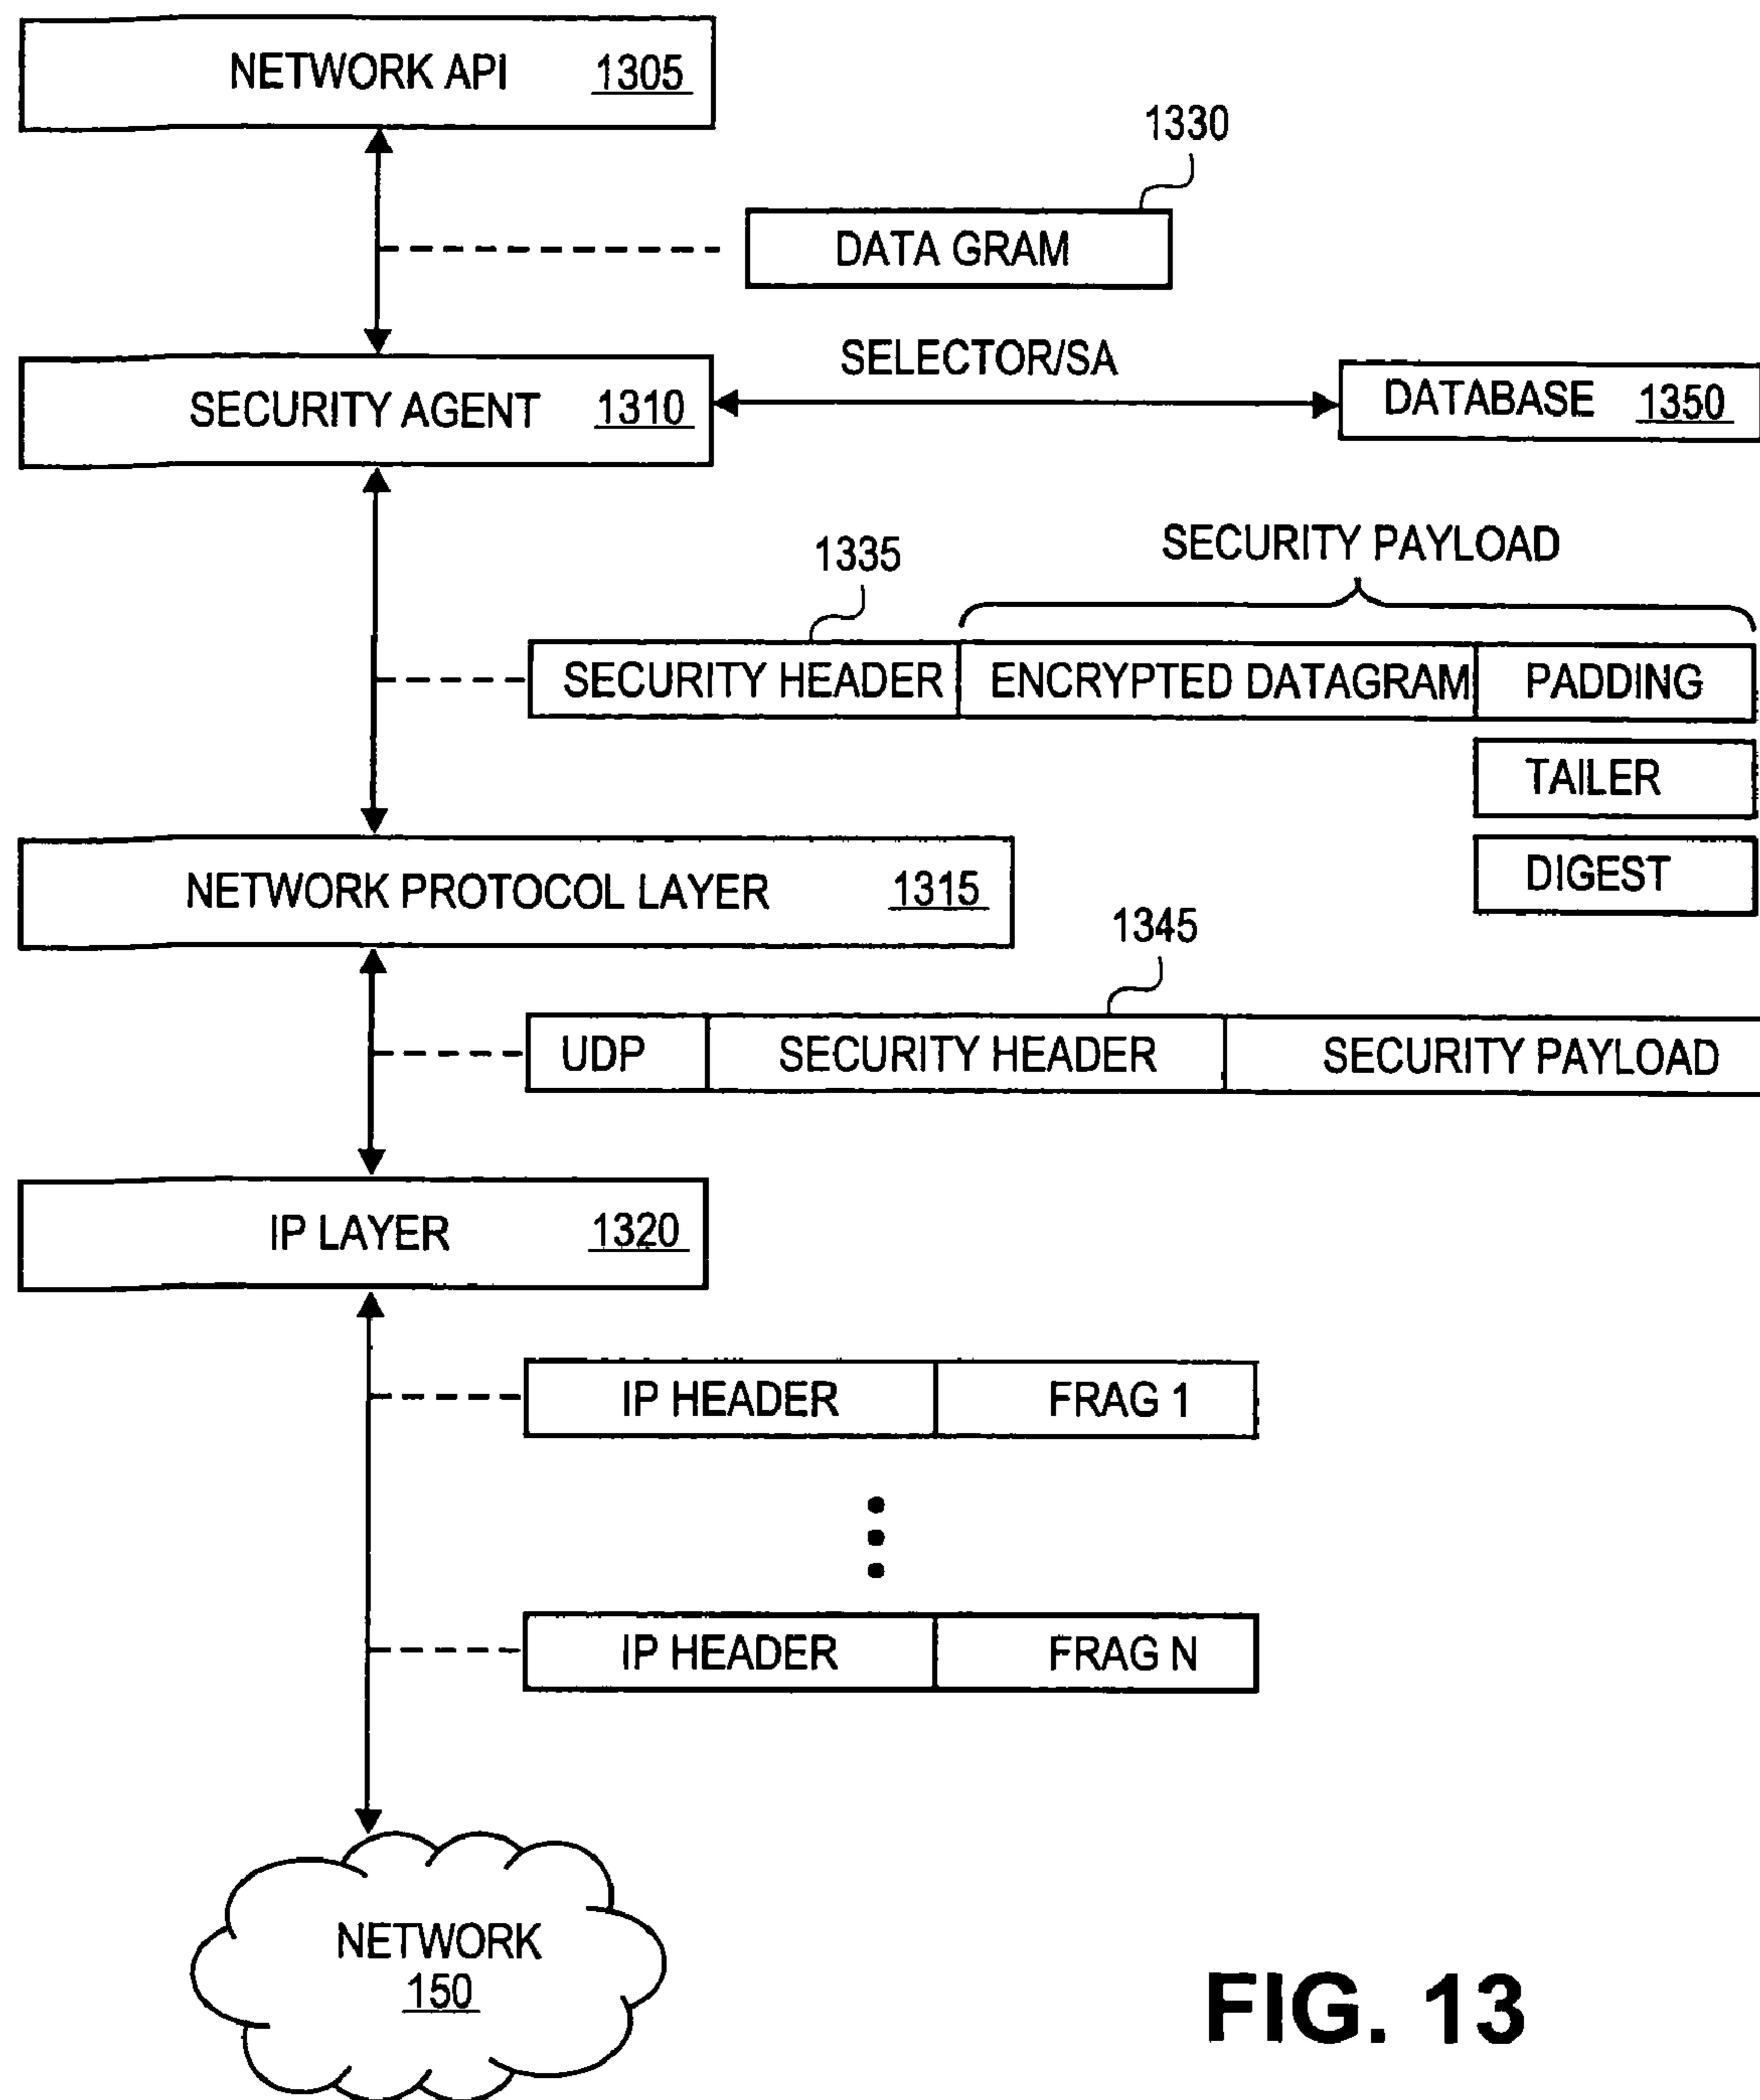 NETWORK API 1305
1330
DATA GRAM
SELECTOR/SA
SECURITY AGENT 1310
DATABASE 1350
SECURITY PAYLOAD
1335
SECURITY HEADER ENCRYPTED DATAGRAM PADDING
TAILER
DIGEST
NETWORK PROTOCOL LAYER 1315
1345
UDP SECURITY HEADER SECURITY PAYLOAD
IP LAYER 1320
IP HEADER FRAG 1
IP HEADER FRAG N
NETWORK
150
FIG. 13